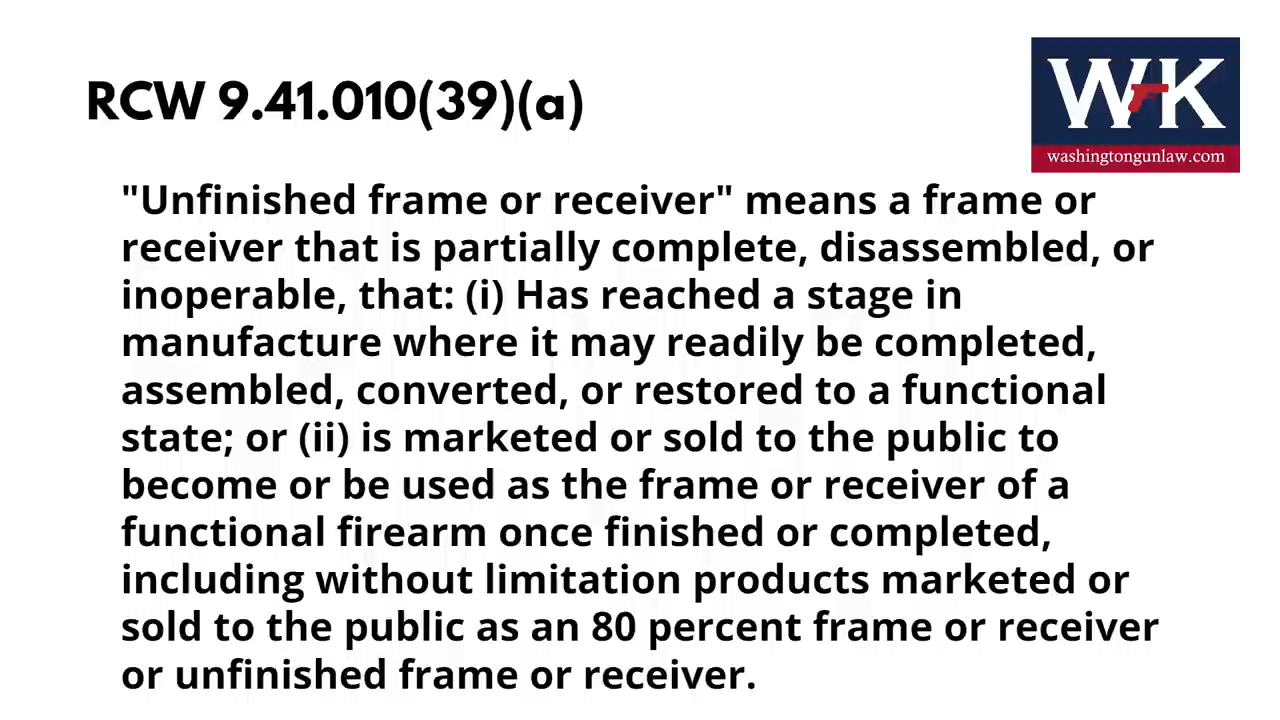 RCW 9.41.010(39)(a)
WK
washingtongunlaw.com
"Unfinished frame or receiver" means a frame or
receiver that is partially complete, disassembled, or
inoperable, that: (i) Has reached a stage in
manufacture where it may readily be completed,
assembled, converted, or restored to a functional
state; or (ii) is marketed or sold to the public to
become or be used as the frame or receiver of a
functional firearm once finished or completed,
including without limitation products marketed or
sold to the public as an 80 percent frame or receiver
or unfinished frame or receiver.